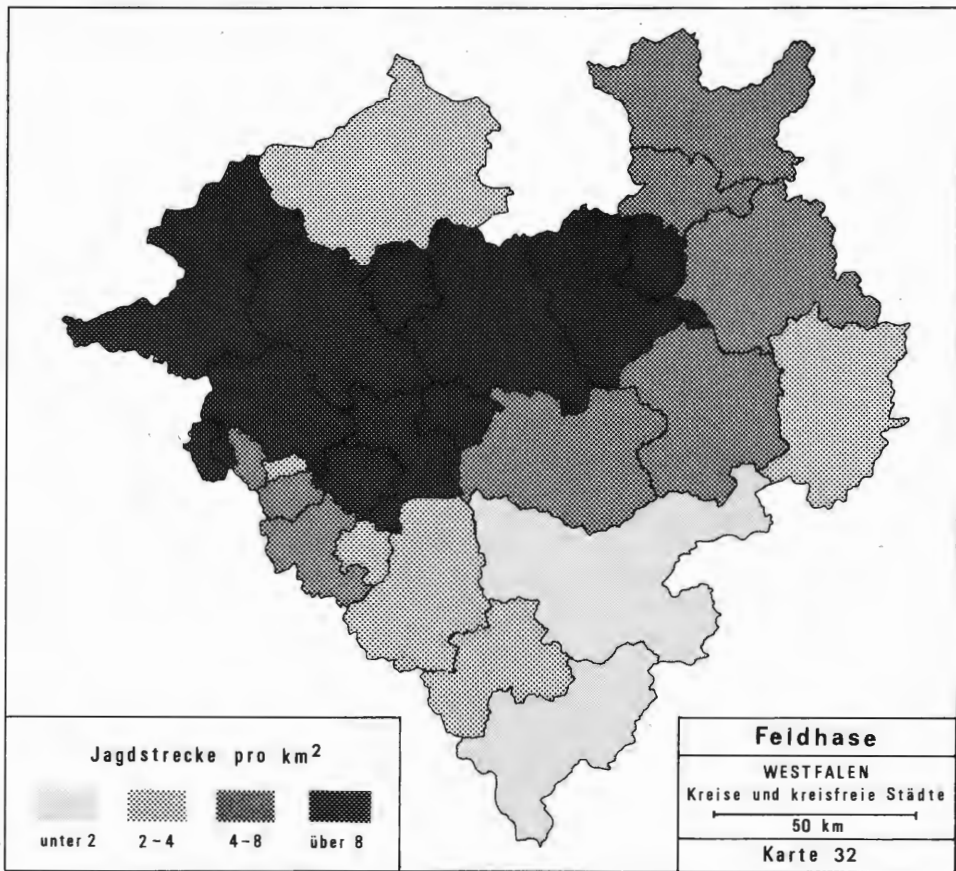 Jagdstrecke pro km²
unter 2
2-4
4-8
über 8
Feldhase
WESTFALEN
Kreise und kreisfreie Städte
50 km
Karte 32